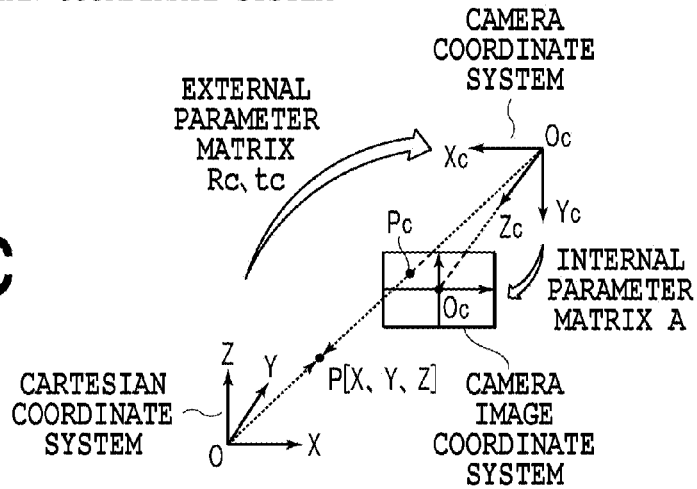 CAMERA
COORDINATE
SYSTEM
EXTERNAL
PARAMETER
MATRIX
Rc、tc
Oc
Xc
Yc
Zc
Pc
C
INTERNAL
PARAMETER
MATRIX A
Oc
Z
Y
P[X、Y、Z]
CARTESIAN
COORDINATE
SYSTEM
O
X
CAMERA
IMAGE
COORDINATE
SYSTEM